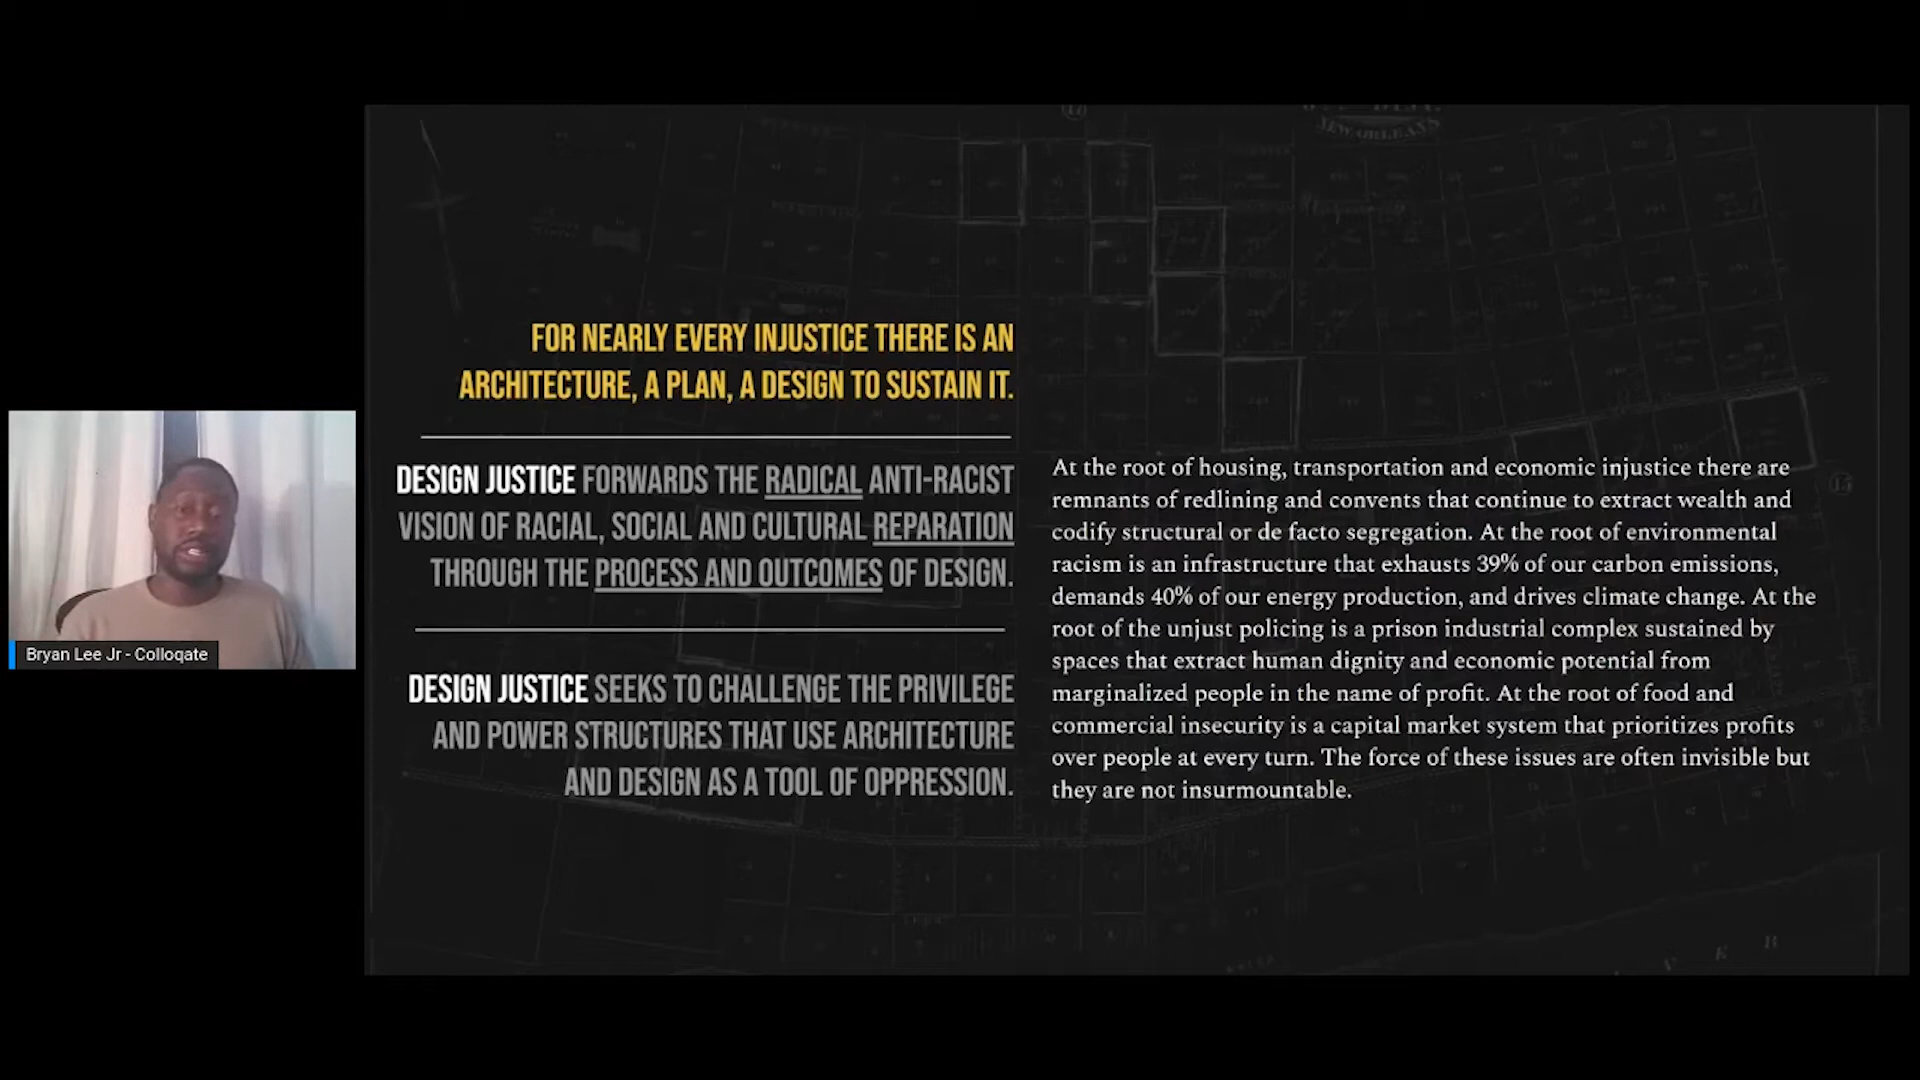 NEW ORLEANS
FOR NEARLY EVERY INJUSTICE THERE IS AN
ARCHITECTURE, A PLAN, A DESIGN TO SUSTAIN IT.
DESIGN JUSTICE FORWARDS THE RADICAL ANTI-RACIST
VISION OF RACIAL, SOCIAL AND CULTURAL REPARATION
THROUGH THE PROCESS AND OUTCOMES OF DESIGN.
DESIGN JUSTICE SEEKS TO CHALLENGE THE PRIVILEGE
AND POWER STRUCTURES THAT USE ARCHITECTURE
AND DESIGN AS A TOOL OF OPPRESSION.
At the root of housing, transportation and economic injustice there are
remnants of redlining and convents that continue to extract wealth and
codify structural or de facto segregation. At the root of environmental
racism is an infrastructure that exhausts 39% of our carbon emissions,
demands 40% of our energy production, and drives climate change. At the
root of the unjust policing is a prison industrial complex sustained by
spaces that extract human dignity and economic potential from
marginalized people in the name of profit. At the root of food and
commercial insecurity is a capital market system that prioritizes profits
over people at every turn. The force of these issues are often invisible but
they are not insurmountable.
Bryan Lee Jr - Colloqate